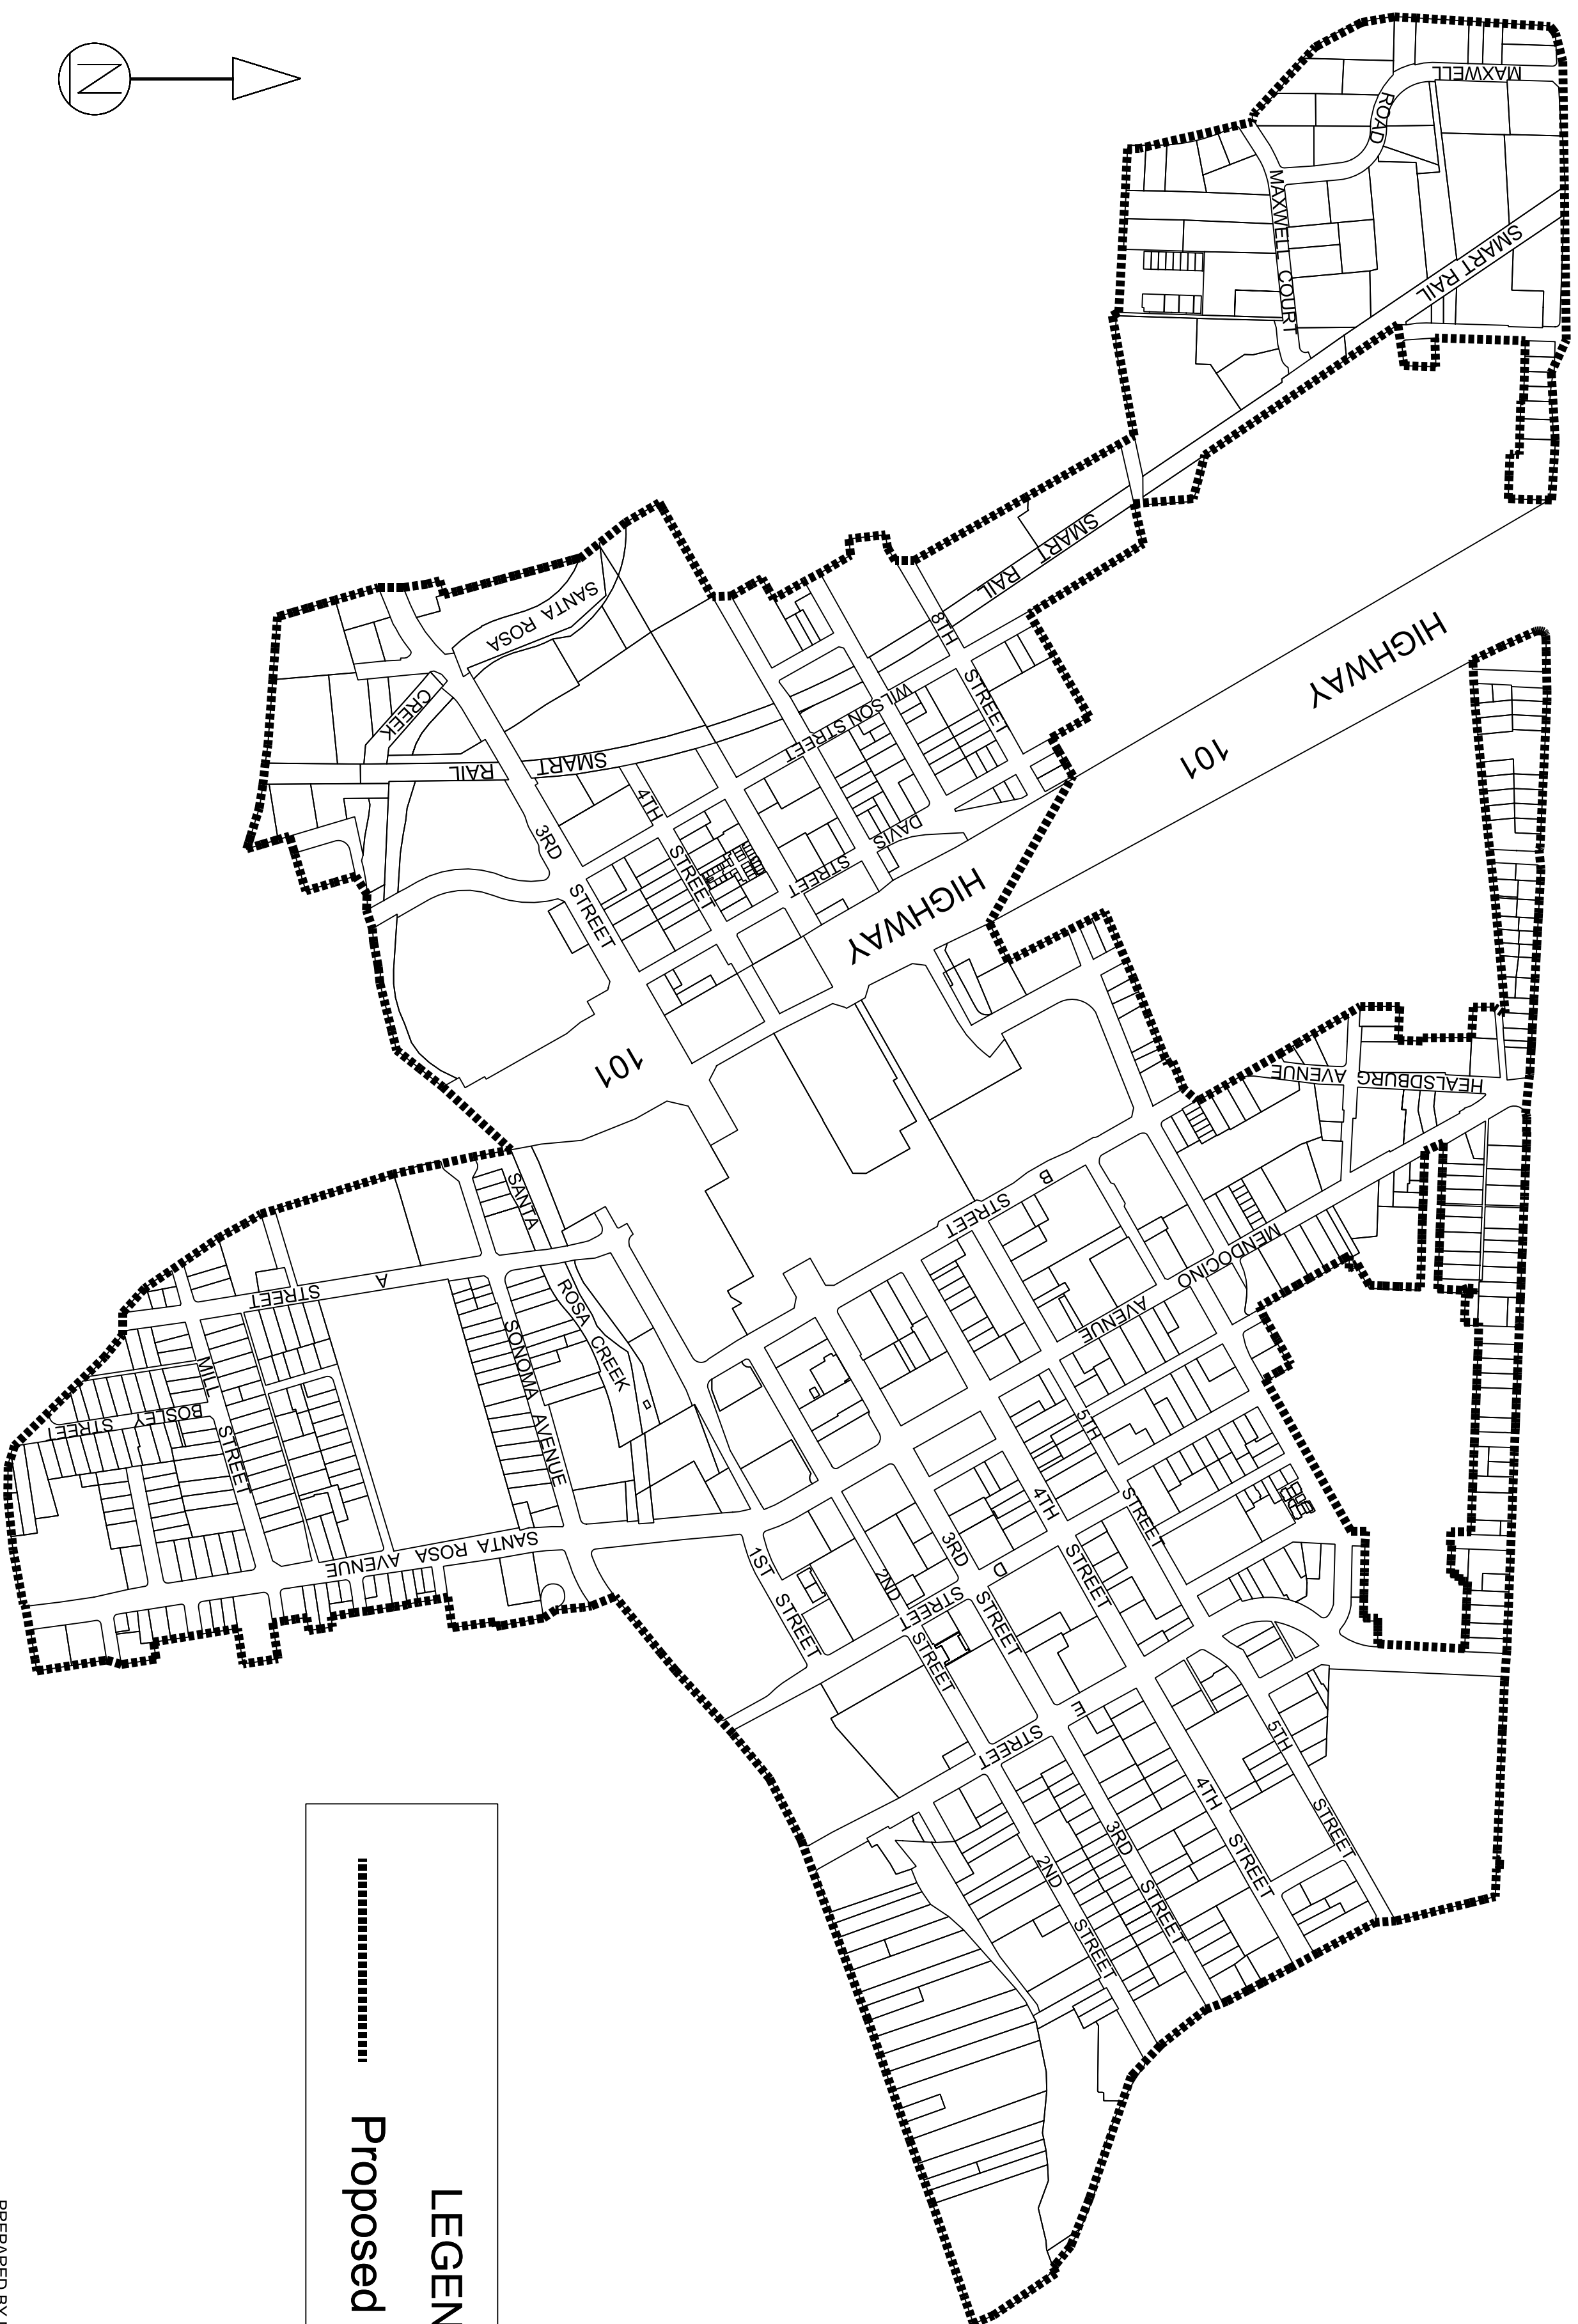 N
MAXWELL
ROAD
MAXWELL COURT
SMART RAIL
SMART RAIL
8TH
STREET
SANTA ROSA
CREEK
WILSON STREET
SMART RAIL
4TH
STREET
3RD
STREET
DAVIS
STREET
HIGHWAY
101
HIGHWAY
101
HEALSBURG AVENUE
MENDOCINO
AVENUE
B
STREET
SANTA
ROSA CREEK
A
STREET
SONOMA AVENUE
MILL
STREET
BOSLEY STREET
SANTA ROSA AVENUE
5TH
STREET
4TH
STREET
3RD
STREET
D
STREET
2ND
STREET
1ST
STREET
E
STREET
5TH
STREET
4TH
STREET
3RD
STREET
2ND
STREET
LEGEN
Proposed
PREPARED BY